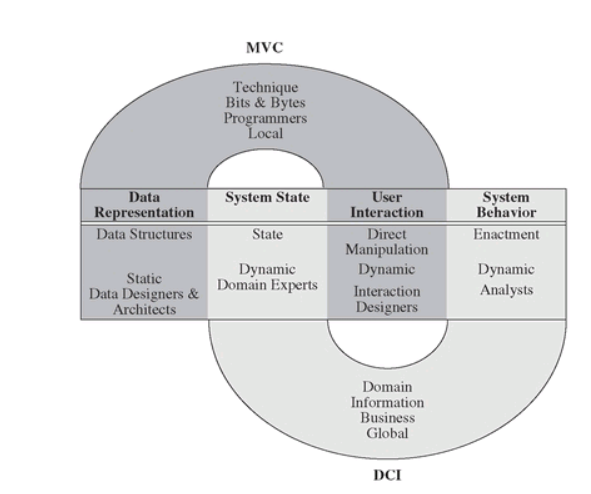 MVC
Technique
Bits & Bytes
Programmers
Local
Data
Representation
System State
User
Interaction
System
Behavior
Data Structures
Static
Data Designers &
Architects
State
Dynamic
Domain Experts
Direct
Manipulation
Dynamic
Interaction
Designers
Enactment
Dynamic
Analysts
Domain
Information
Business
Global
DCI